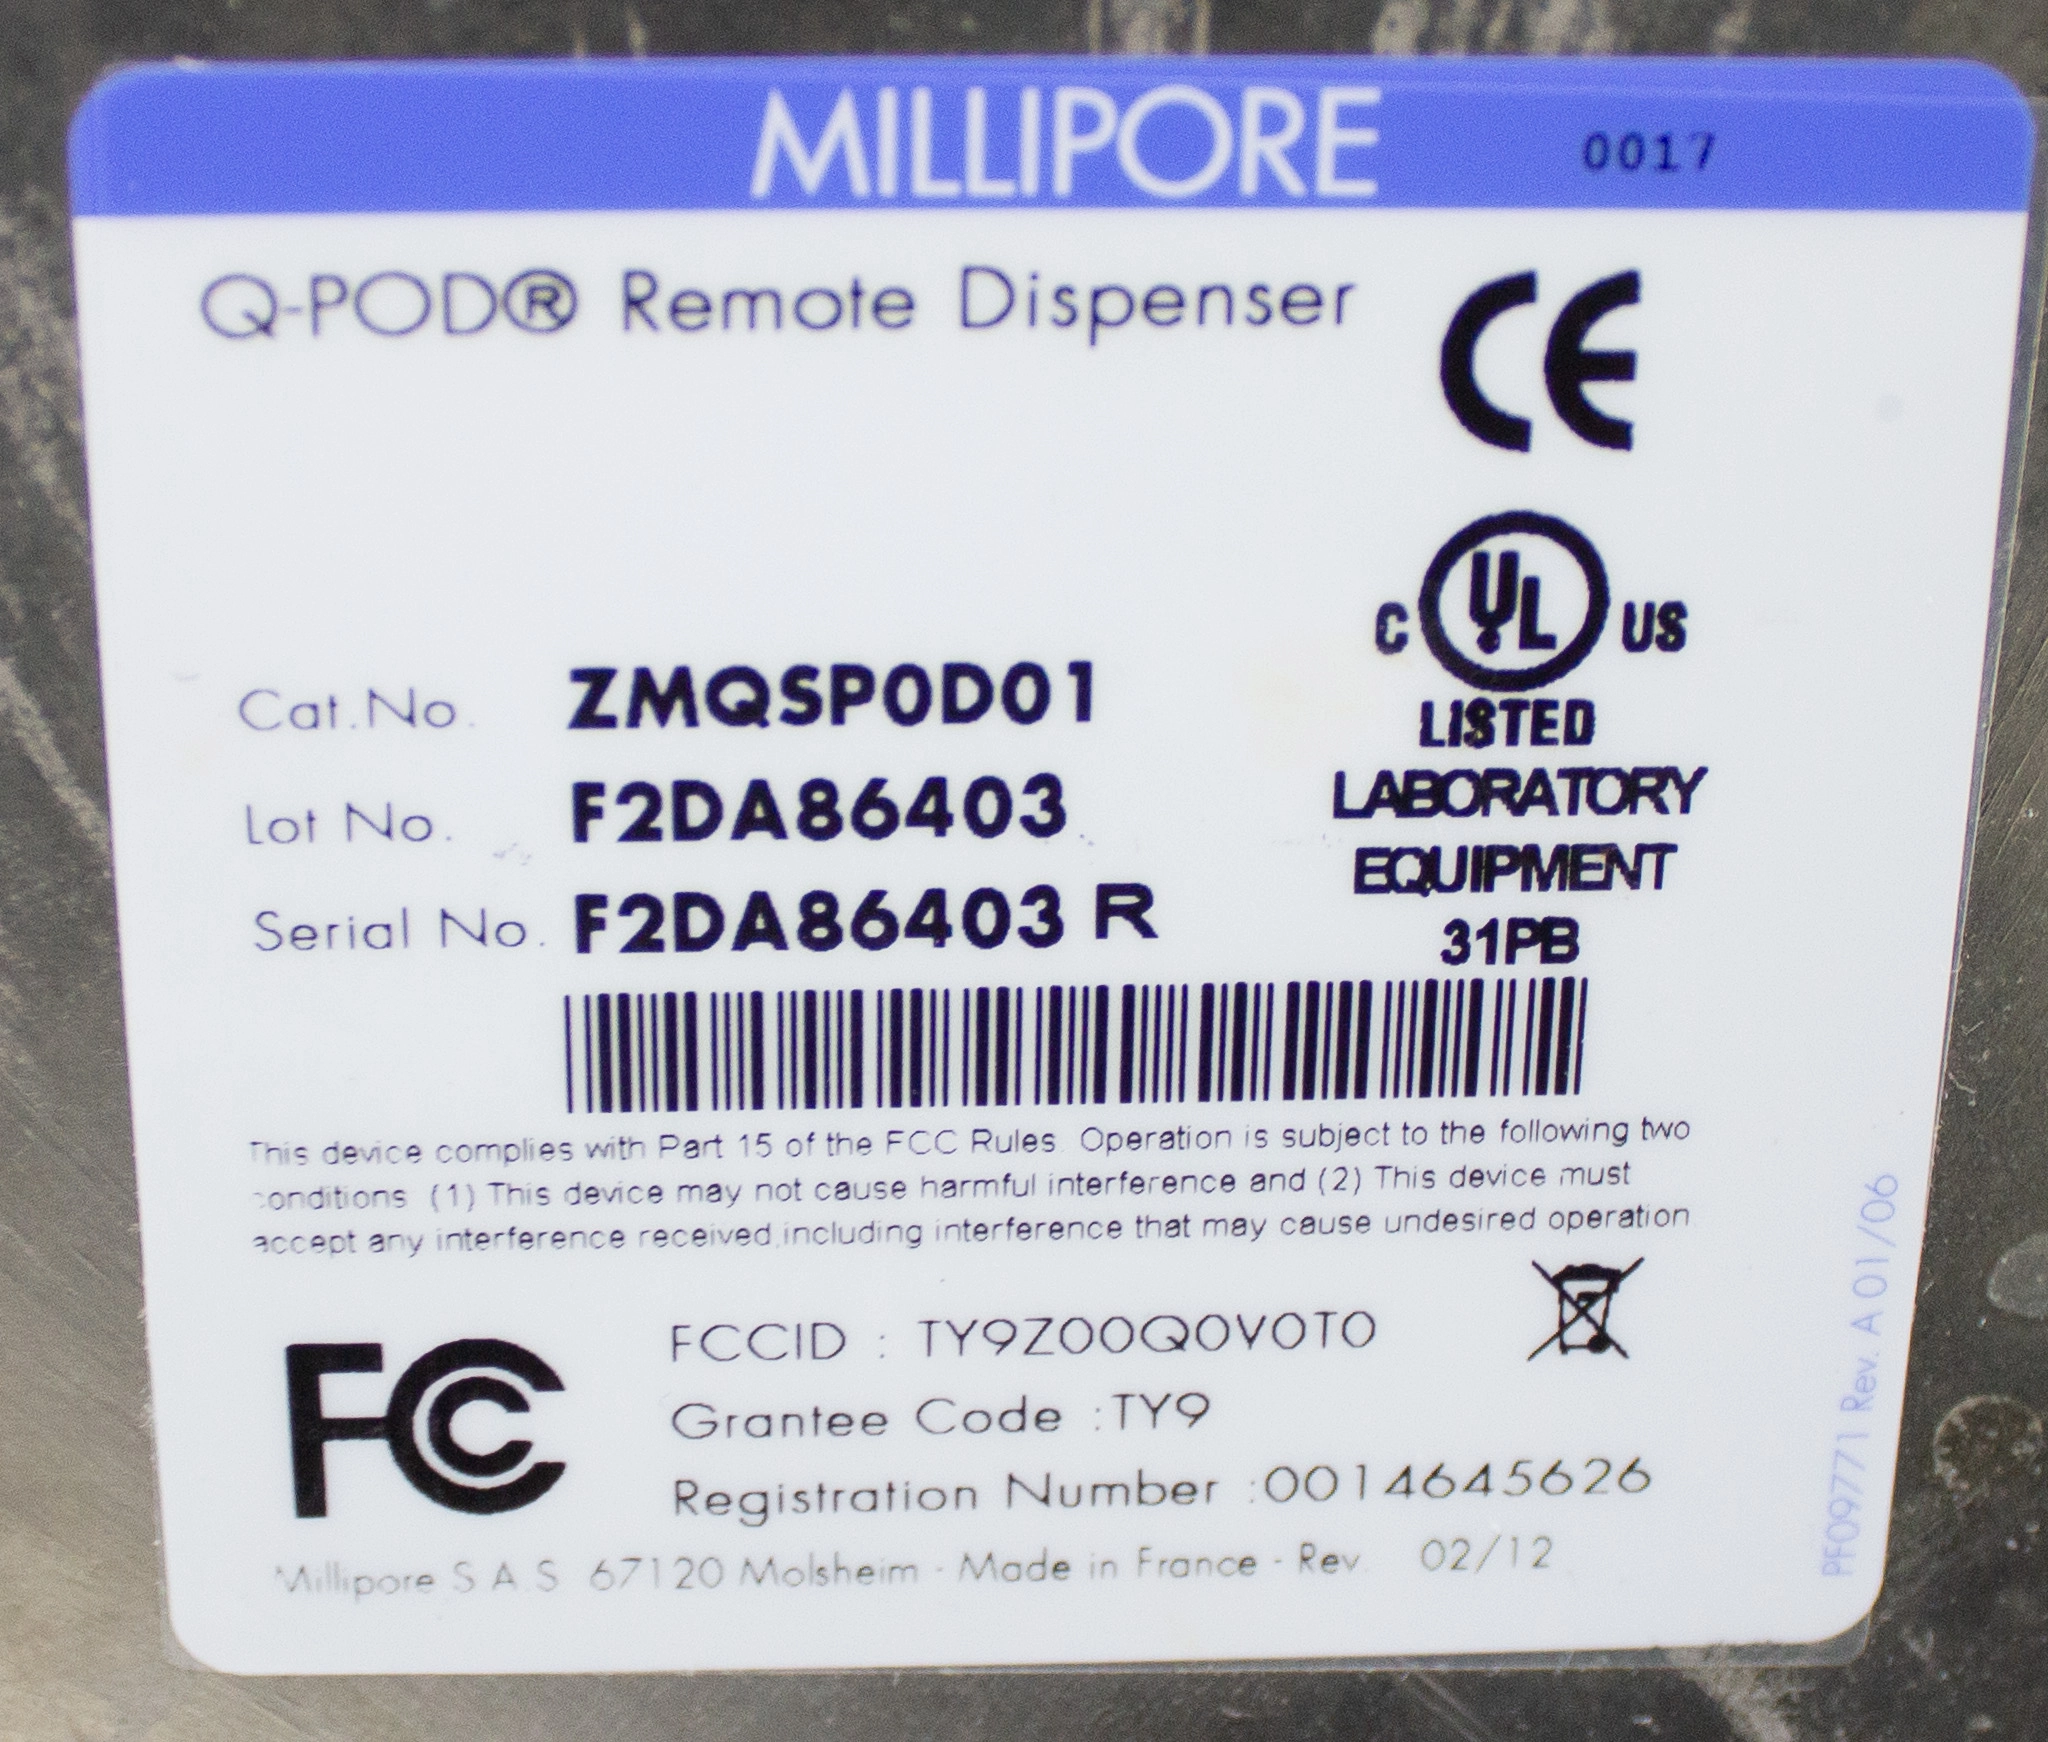 MILLIPORE 0017
Q-POD® Remote Dispenser
CE
C UL US
LISTED
LABORATORY
EQUIPMENT
31PB
Cat.No. ZMQSP0D01
Lot No. F2DA86403
Serial No. F2DA86403 R
This device complies with Part 15 of the FCC Rules. Operation is subject to the following two
conditions (1) This device may not cause harmful interference and (2) This device must
accept any interference received,including interference that may cause undesired operation
FC
FCCID : TY9Z00Q0V0T0
Grantee Code :TY9
Registration Number :0014645626
Millipore S.A.S 67120 Molsheim - Made in France - Rev. 02/12
PF09771 Rev. A 01/06